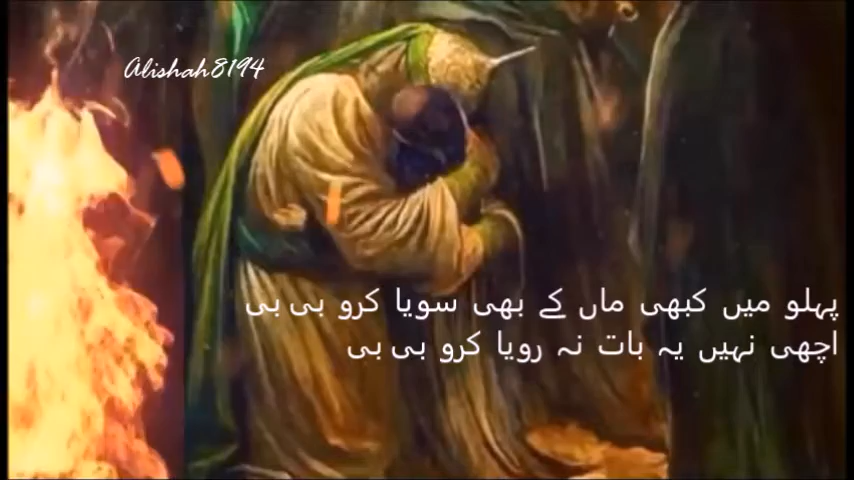 Alishah8194
پہلو میں کبھی ماں کے بھی سویا کرو بی بی
اچھی نہیں یہ بات نہ رویا کرو بی بی